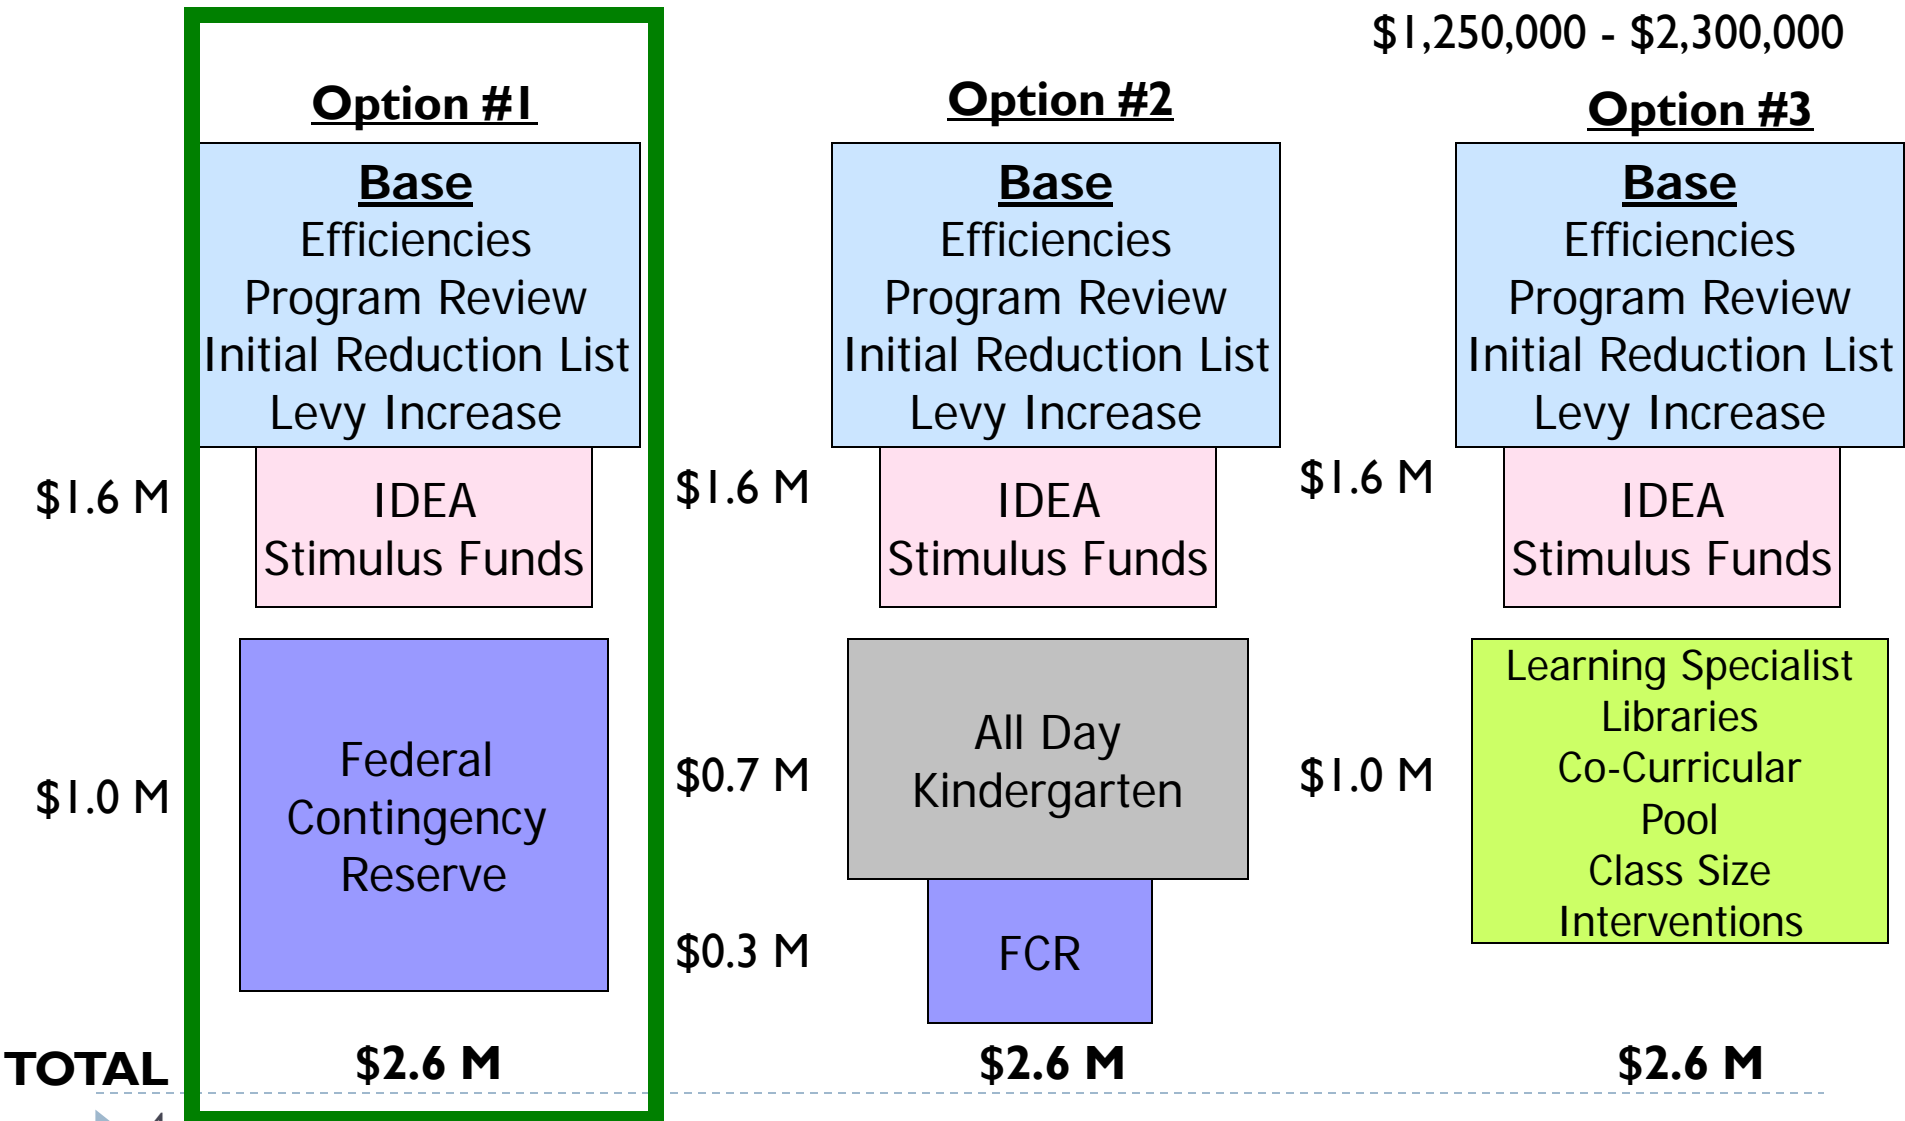 $1,250,000 - $2,300,000
Option #1
Base
Efficiencies
Program Review
Initial Reduction List
Levy Increase
$1.6 M
IDEA
Stimulus Funds
$1.0 M
Federal
Contingency
Reserve
TOTAL
$2.6 M
Option #2
Base
Efficiencies
Program Review
Initial Reduction List
Levy Increase
$1.6 M
IDEA
Stimulus Funds
$0.7 M
All Day
Kindergarten
$0.3 M
FCR
$2.6 M
Option #3
Base
Efficiencies
Program Review
Initial Reduction List
Levy Increase
$1.6 M
IDEA
Stimulus Funds
$1.0 M
Learning Specialist
Libraries
Co-Curricular
Pool
Class Size
Interventions
$2.6 M